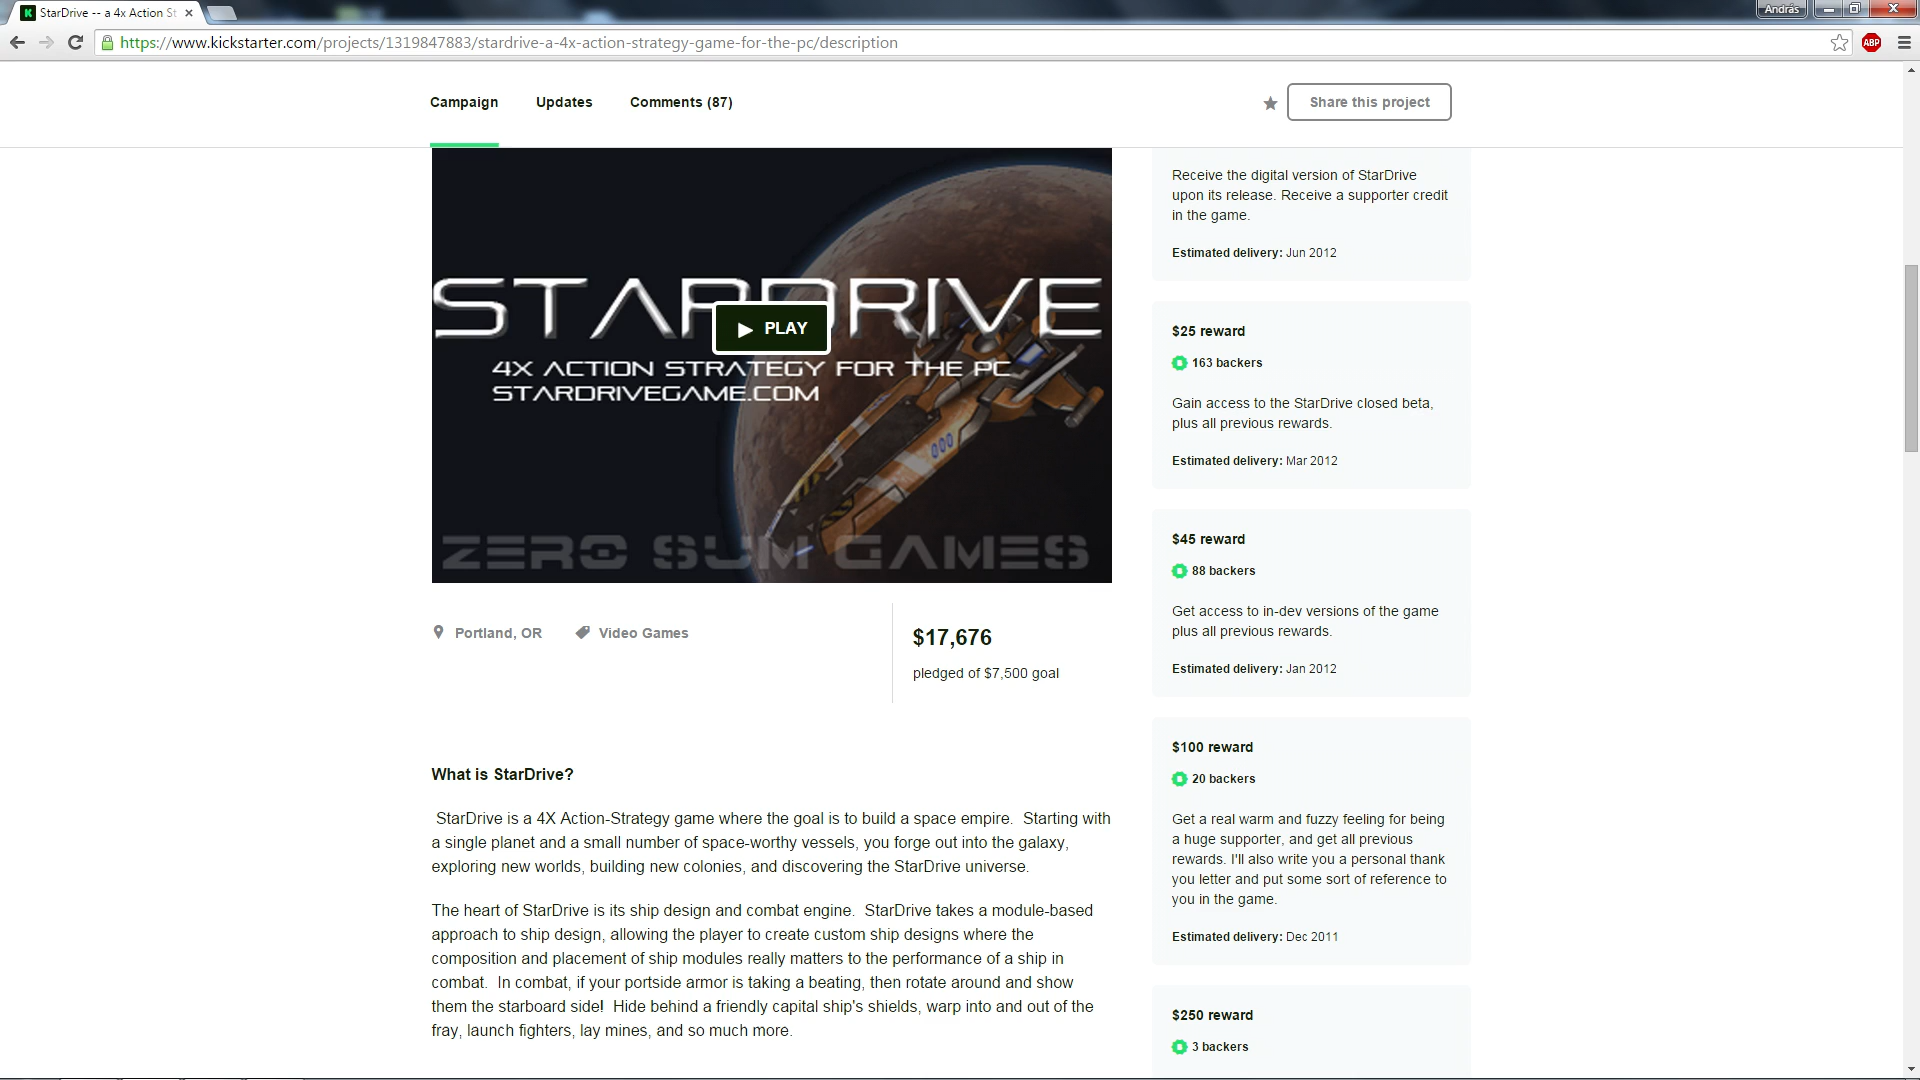 StarDrive -- a 4x Action St
András
https://www.kickstarter.com/projects/1319847883/stardrive-a-4x-action-strategy-game-for-the-pc/description
ABP
Campaign
Updates
Comments (87)
Share this project
STARDRIVE
PLAY
4X ACTION STRATEGY FOR THE PC
STARDRIVEGAME.COM
ZERO SUM GAMES
Portland, OR
Video Games
$17,676
pledged of $7,500 goal
What is StarDrive?
StarDrive is a 4X Action-Strategy game where the goal is to build a space empire.  Starting with
a single planet and a small number of space-worthy vessels, you forge out into the galaxy,
exploring new worlds, building new colonies, and discovering the StarDrive universe.
The heart of StarDrive is its ship design and combat engine.  StarDrive takes a module-based
approach to ship design, allowing the player to create custom ship designs where the
composition and placement of ship modules really matters to the performance of a ship in
combat.  In combat, if your portside armor is taking a beating, then rotate around and show
them the starboard side!  Hide behind a friendly capital ship's shields, warp into and out of the
fray, launch fighters, lay mines, and so much more.
Receive the digital version of StarDrive
upon its release. Receive a supporter credit
in the game.
Estimated delivery: Jun 2012
$25 reward
163 backers
Gain access to the StarDrive closed beta,
plus all previous rewards.
Estimated delivery: Mar 2012
$45 reward
88 backers
Get access to in-dev versions of the game
plus all previous rewards.
Estimated delivery: Jan 2012
$100 reward
20 backers
Get a real warm and fuzzy feeling for being
a huge supporter, and get all previous
rewards. I'll also write you a personal thank
you letter and put some sort of reference to
you in the game.
Estimated delivery: Dec 2011
$250 reward
3 backers